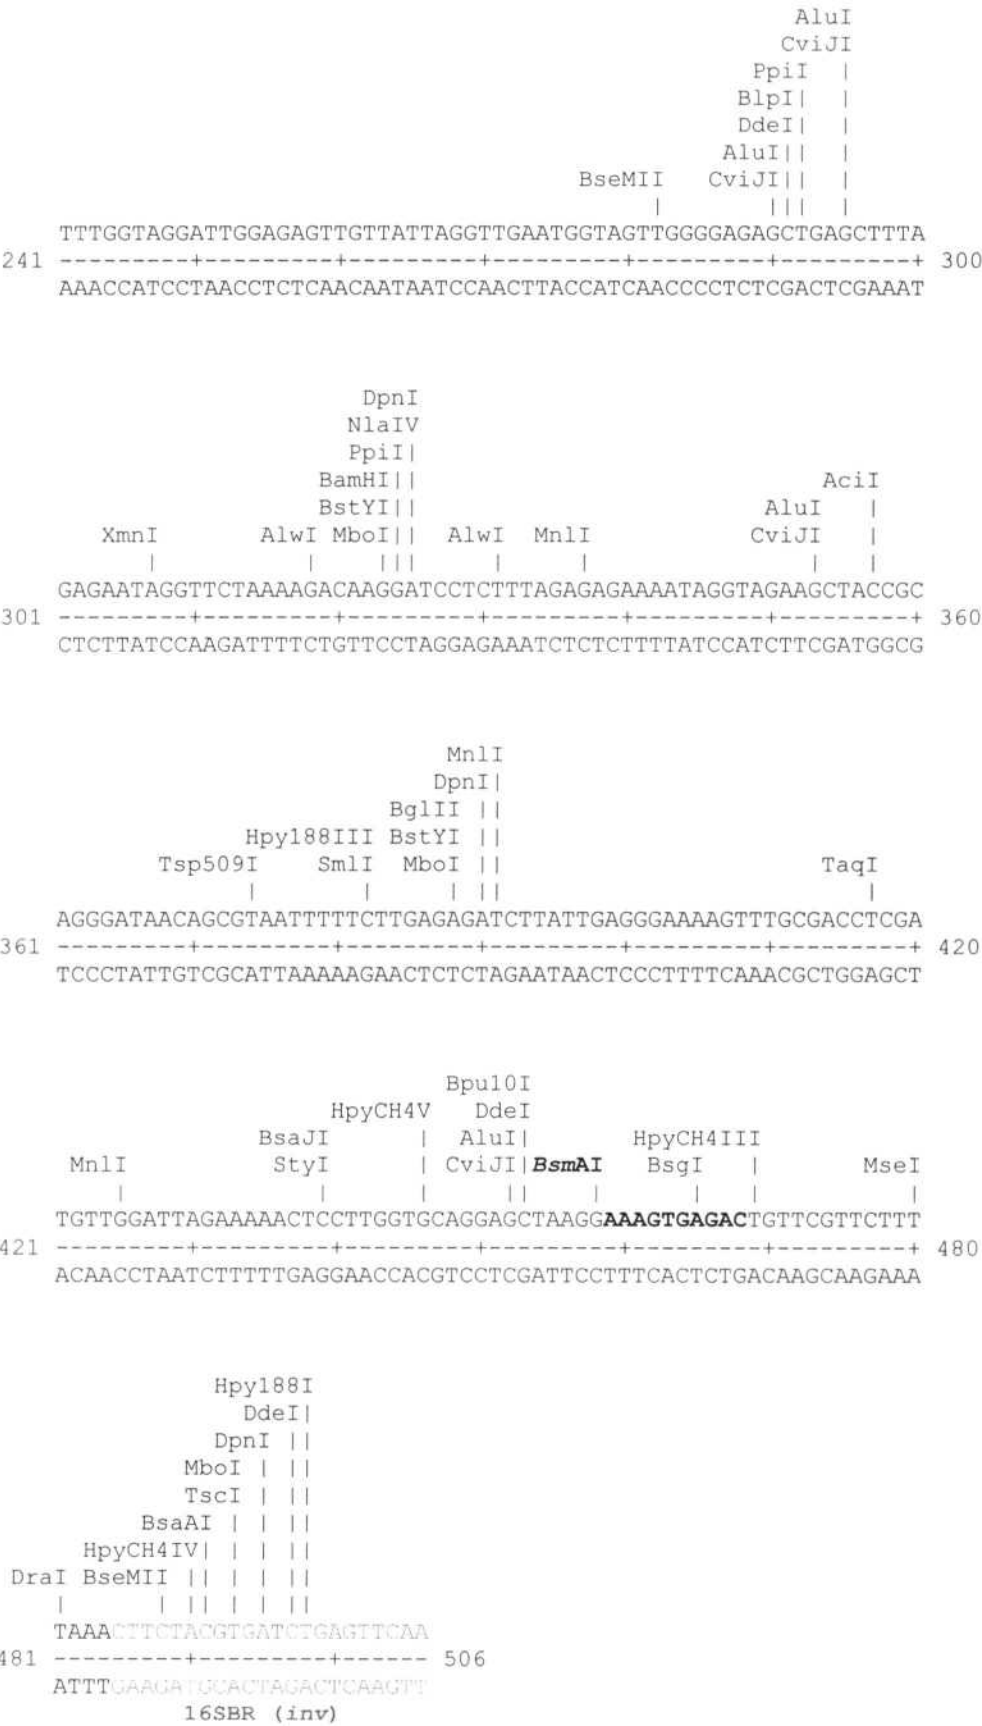 AluI
CviJI
PpiI |
BlpI| |
DdeI| |
AluI|| |
BseMII CviJI|| |
| ||| |
TTTGGTAGGATTGGAGAGTTGTTATTAGGTTGAATGGTAGTTGGGGAGAGCTGAGCTTTA
241 ---------+---------+---------+---------+---------+---------+ 300
AAACCATCCTAACCTCTCAACAATAATCCAACTTACCATCAACCCCTCTCGACTCGAAAT
DpnI
NlaIV
PpiI|
BamHI|| AciI
BstYI|| AluI |
XmnI AlwI MboI|| AlwI MnlI CviJI |
| | ||| | | | |
GAGAATAGGTTCTAAAAGACAAGGATCCTCTTTAGAGAGAAAATAGGTAGAAGCTACCGC
301 ---------+---------+---------+---------+---------+---------+ 360
CTCTTATCCAAGATTTTCTGTTCCTAGGAGAAATCTCTCTTTTATCCATCTTCGATGGCG
MnlI
DpnI|
BglII ||
Hpy188III BstYI ||
Tsp509I SmlI MboI || TaqI
| | | || |
AGGGATAACAGCGTAATTTTTCTTGAGAGATCTTATTGAGGGAAAAGTTTGCGACCTCGA
361 ---------+---------+---------+---------+---------+---------+ 420
TCCCTATTGTCGCATTAAAAAGAACTCTCTAGAATAACTCCCTTTTCAAACGCTGGAGCT
Bpu10I
HpyCH4V DdeI
BsaJI | AluI| HpyCH4III
MnlI StyI | CviJI| BsmAI BsgI | MseI
| | | || | | | |
TGTTGGATTAGAAAAACTCCTTGGTGCAGGAGCTAAGGAAAGTGAGACTGTTCGTTCTTT
421 ---------+---------+---------+---------+---------+---------+ 480
ACAACCTAATCTTTTTGAGGAACCACGTCCTCGATTCCTTTCACTCTGACAAGCAAGAAA
Hpy188I
DdeI|
DpnI ||
MboI | ||
TscI | ||
BsaAI | | ||
HpyCH4IV| | | ||
DraI BseMII || | | ||
| | || | | ||
TAAACTTCTACGTGATCTGAGTTCAA
481 ---------+---------+------ 506
ATTTGAAGATGCACTAGACTCAAGTT
16SBR (inv)